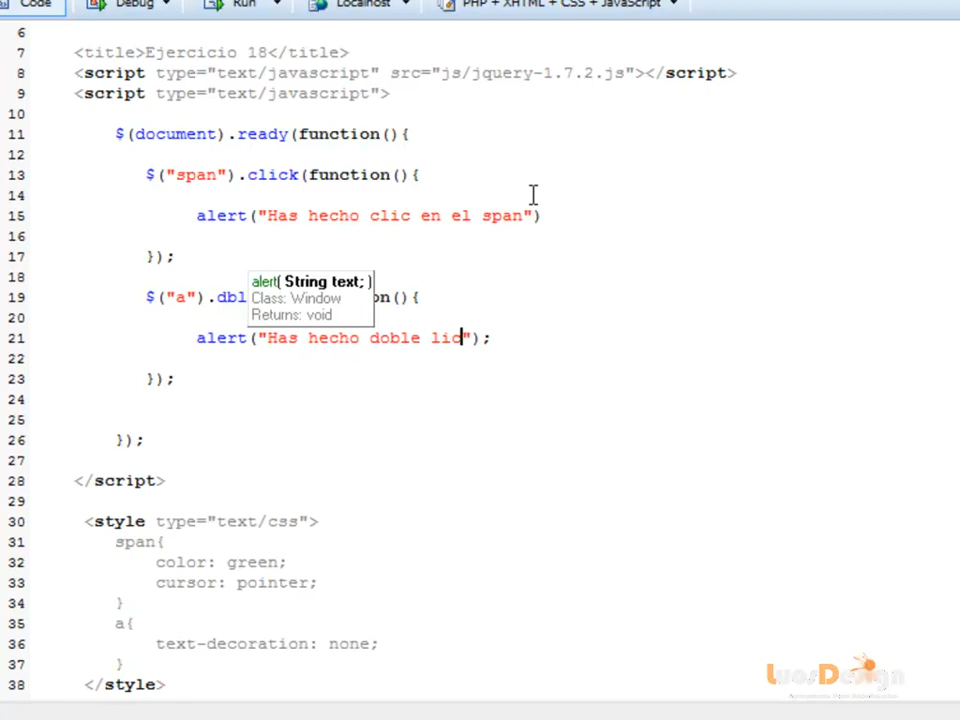 Code Debug Run Localhost PHP + XHTML + CSS + JavaScript
6
7 <title>Ejercicio 18</title>
8 <script type="text/javascript" src="js/jquery-1.7.2.js"></script>
9 <script type="text/javascript">
10
11 $(document).ready(function(){
12
13 $("span").click(function(){
14
15 alert("Has hecho clic en el span")
16
17 });
18
alert( String text; )
19 $("a").dbl on(){
Class: Window
Returns: void
20
21 alert("Has hecho doble lic");
22
23 });
24
25
26 });
27
28 </script>
29
30 <style type="text/css">
31 span{
32 color: green;
33 cursor: pointer;
34 }
35 a{
36 text-decoration: none;
37 }
38 </style>
LuosDesign